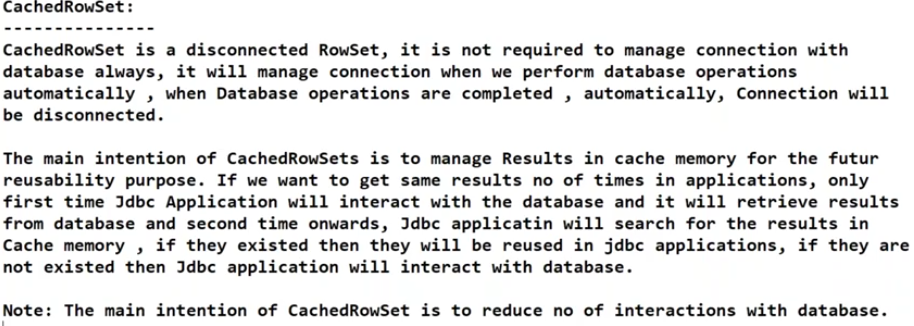 CachedRowSet:
---------------
CachedRowSet is a disconnected RowSet, it is not required to manage connection with
database always, it will manage connection when we perform database operations
automatically , when Database operations are completed , automatically, Connection will
be disconnected.

The main intention of CachedRowSets is to manage Results in cache memory for the futur
reusability purpose. If we want to get same results no of times in applications, only
first time Jdbc Application will interact with the database and it will retrieve results
from database and second time onwards, Jdbc applicatin will search for the results in
Cache memory , if they existed then they will be reused in jdbc applications, if they are
not existed then Jdbc application will interact with database.

Note: The main intention of CachedRowSet is to reduce no of interactions with database.